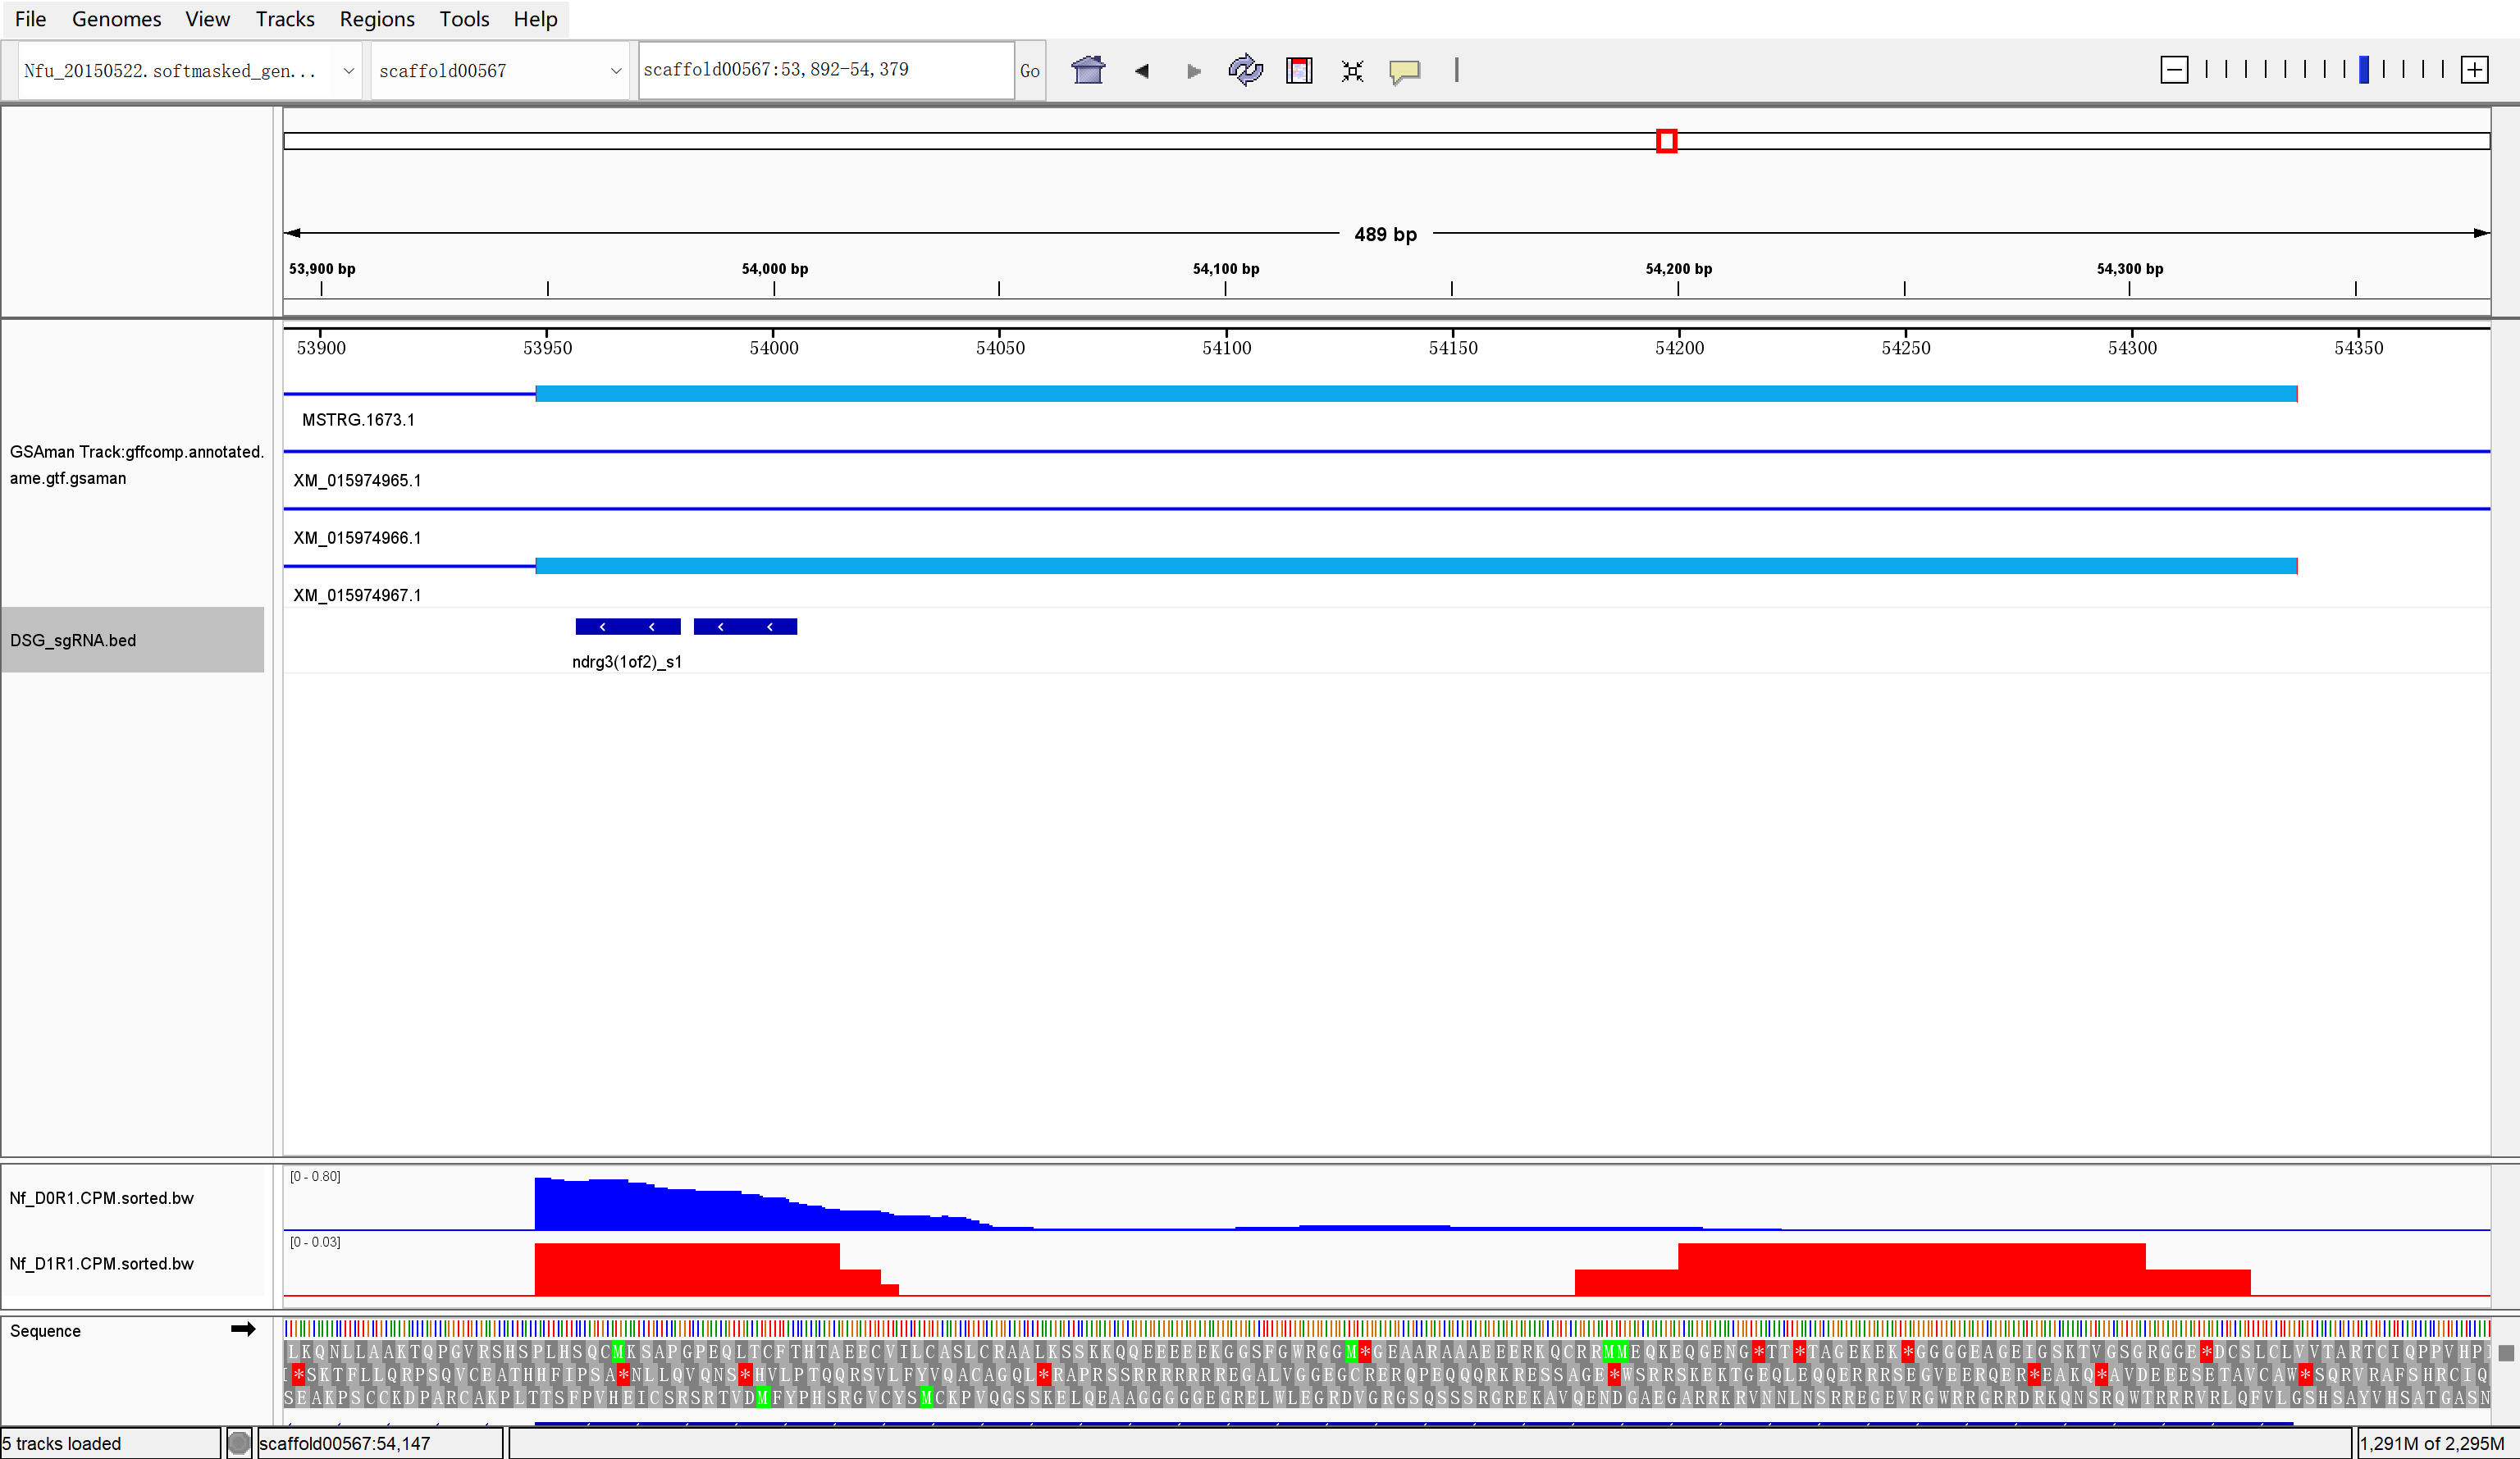 File Genomes View Tracks Regions Tools Help
Nfu_20150522.softmasked_gen... scaffold00567 scaffold00567:53,892-54,379 Go
489 bp
53,900 bp 54,000 bp 54,100 bp 54,200 bp 54,300 bp
53900 53950 54000 54050 54100 54150 54200 54250 54300 54350
MSTRG.1673.1
GSAman Track:gffcomp.annotated.
ame.gtf.gsaman
XM_015974965.1
XM_015974966.1
XM_015974967.1
DSG_sgRNA.bed
ndrg3(1of2)_s1
[0 - 0.80]
Nf_D0R1.CPM.sorted.bw
[0 - 0.03]
Nf_D1R1.CPM.sorted.bw
Sequence
LKQNLLAAKTQPGVRSHSPLHSQCMKSAPGPEQLTCFTHTAEECVILCASLCRAALKSSKKQQEEEEEKGGSFGWRGGM*GEAARAAAEEEERKQCRRMMEQKEQGENG*TT*TAGEKEK*GGGGEAGEIGSKTVGSGRGGE*DCSLCLVVTARTCIQPPVHP
*SKTFLLQRPSQVCEATHHFIPSA*NLLQVQNS*HVLPTQQRSVLFYVQACAGQL*RAPRSSRRRRRRREGALVGGEGCRERQPEQQQRKRESSAGE*WSRRSKEKTGEQLEQQERRRSEGVEERQER*EAKQ*AVDEEESETAVCAW*SQRVRAFSHRCIQ
SEAKPSCCKDPARCAKPLTTSFPVHEICSRSRTVDMFYPHSRGVCYSMCKPVQGSSKELQEAAGGGGGEGRELWLEGRDVGRGSQSSSRGREKAVQENDGAEGARRKRVNNLNSRREGEVRGWRRGRRDRKQNSRQWTRRRVRLQFVLGSHSAYVHSATGASN
5 tracks loaded scaffold00567:54,147 1,291M of 2,295M